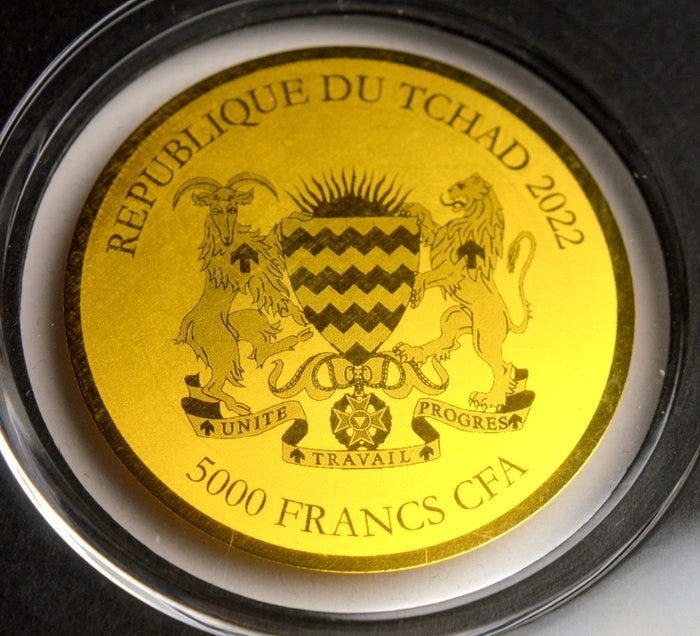 REPUBLIQUE DU TCHAD 2022
UNITE
TRAVAIL
PROGRES
5000 FRANCS CFA